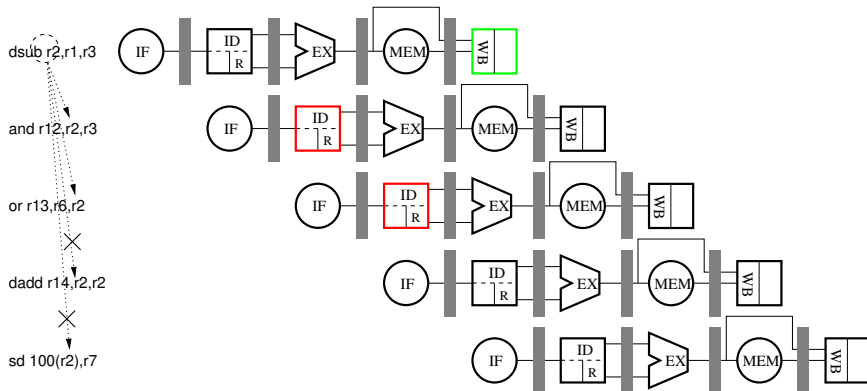 dsub r2,r1,r3 IF ID R EX MEM WB
and r12,r2,r3 IF ID R EX MEM WB
or r13,r6,r2 IF ID R EX MEM WB
dadd r14,r2,r2 IF ID R EX MEM WB
sd 100(r2),r7 IF ID R EX MEM WB